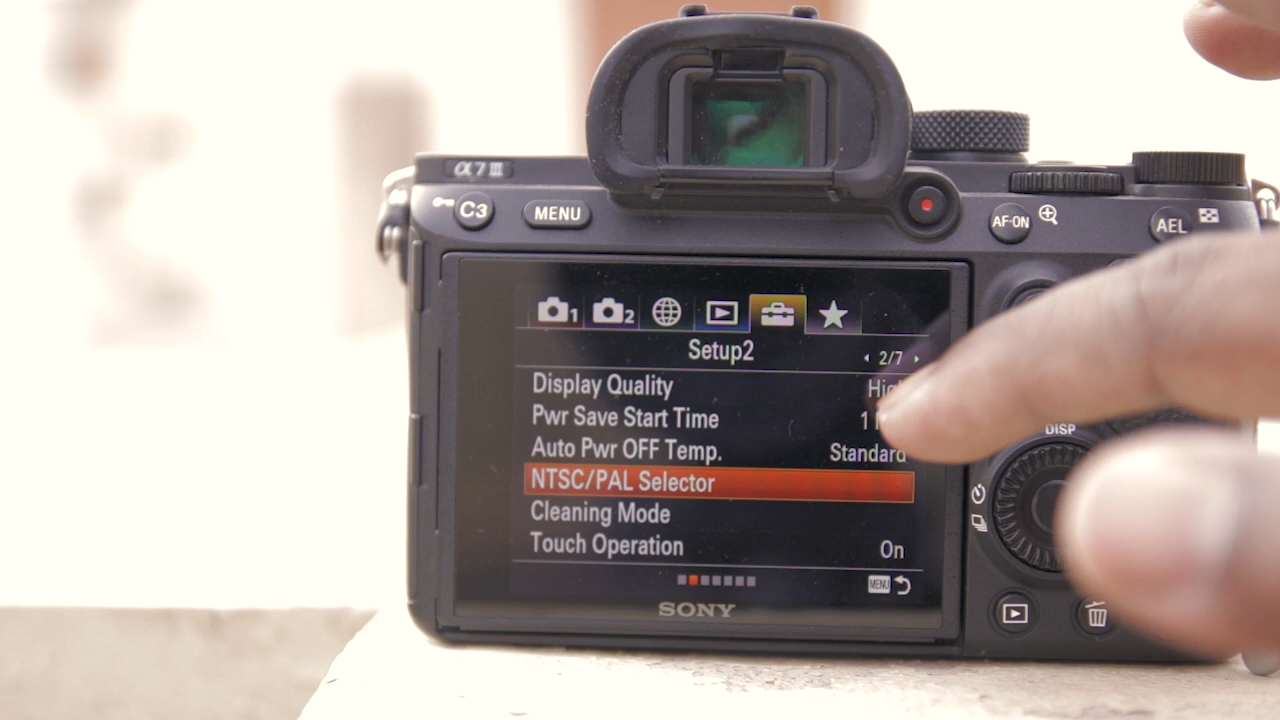 α7III
C3
MENU
AF-ON
AEL
1
2
Setup2
2/7
Display Quality
Pwr Save Start Time
Auto Pwr OFF Temp. Standard
NTSC/PAL Selector
Cleaning Mode
Touch Operation On
MENU
SONY
DISP